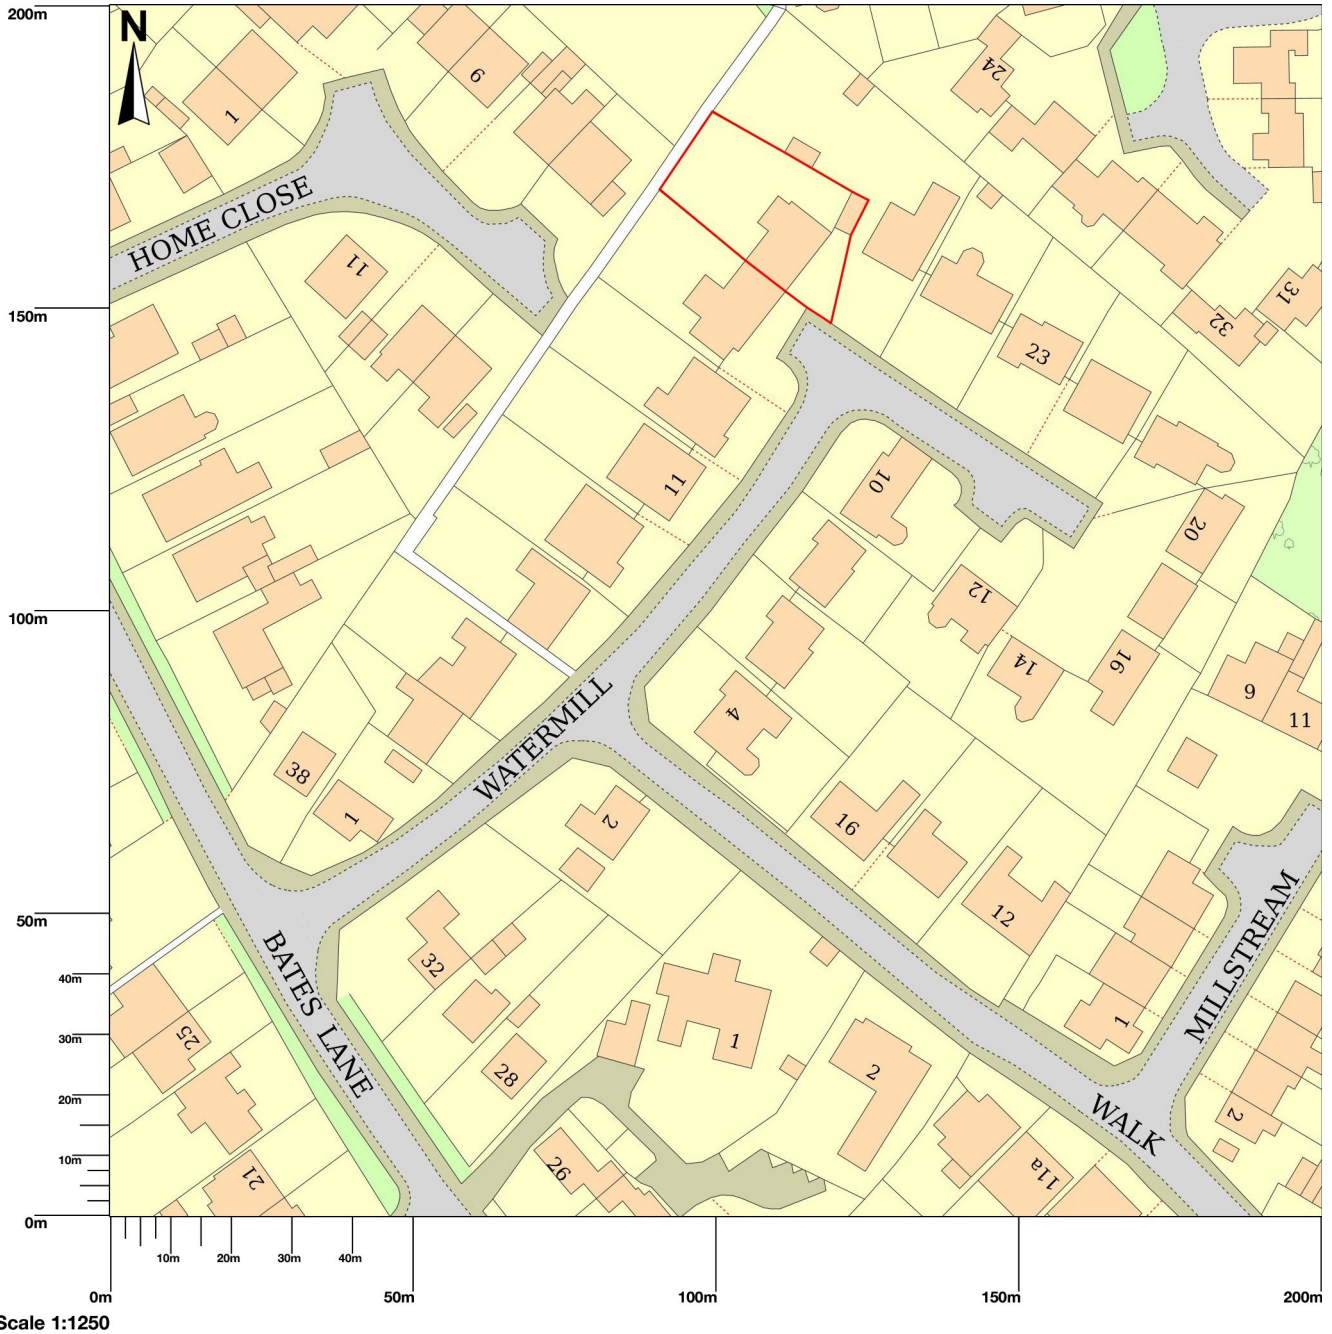 200m
N
24
6
1
HOME CLOSE
11
31
32
150m
23
11
10
20
100m
12
14
16
9
11
4
WATERMILL
38
1
2
16
12
50m
BATES LANE
32
40m
MILLSTREAM
25
30m
1
1
28
2
20m
WALK
2
10m
26
11a
21
0m
10m
20m
30m
40m
0m
50m
100m
150m
200m
Scale 1:1250